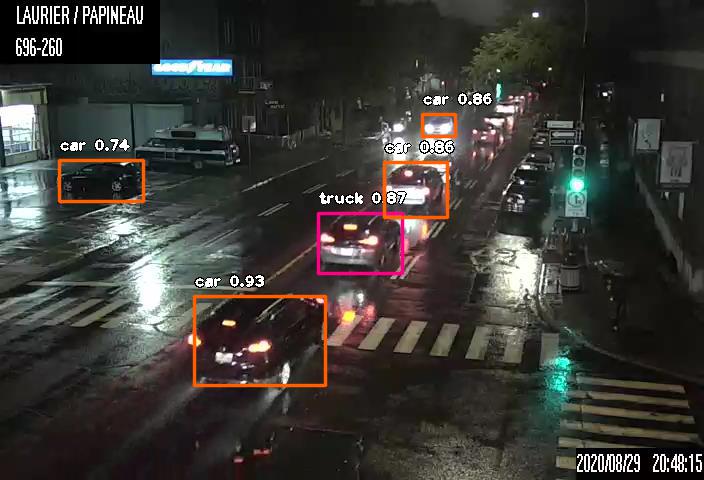 LAURIER / PAPINEAU
696-260
GOODYEAR
car 0.86
car 0.86
car 0.74
truck 0.87
car 0.93
2020/08/29 20:48:15